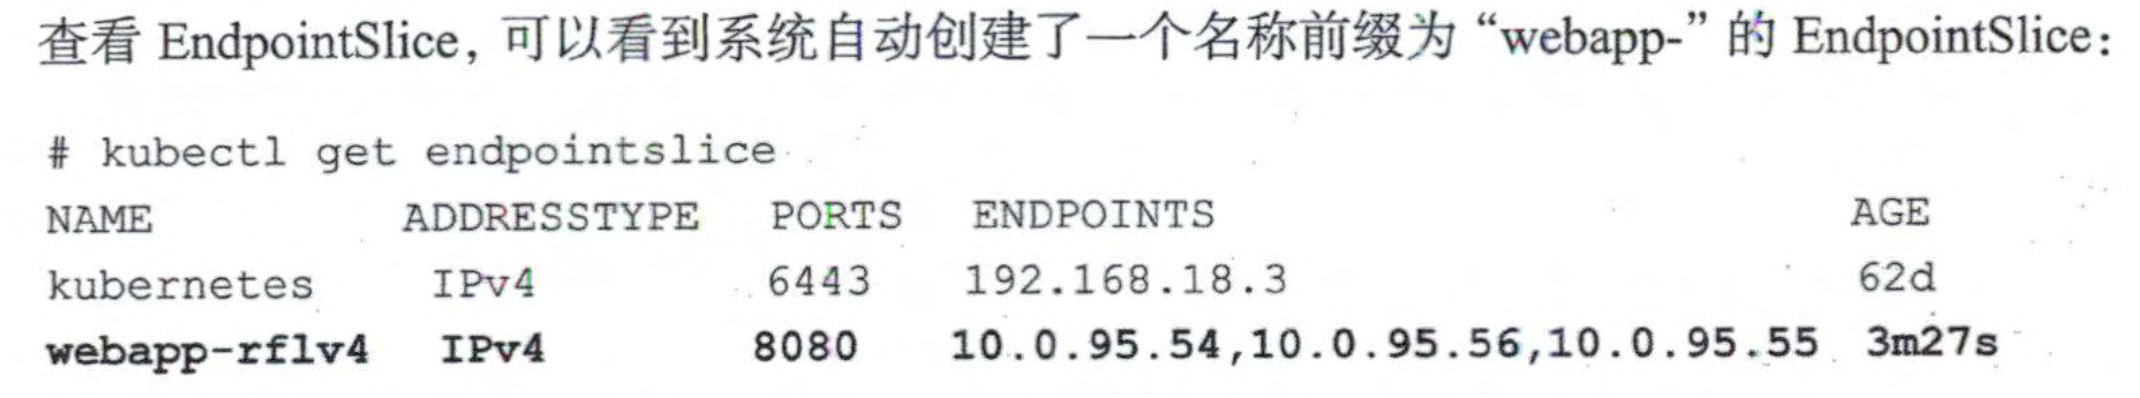 查看 EndpointSlice，可以看到系统自动创建了一个名称前缀为“webapp-”的 EndpointSlice：
# kubectl get endpointslice
NAME ADDRESSTYPE PORTS ENDPOINTS AGE
kubernetes IPv4 6443 192.168.18.3 62d
webapp-rflv4 IPv4 8080 10.0.95.54,10.0.95.56,10.0.95.55 3m27s